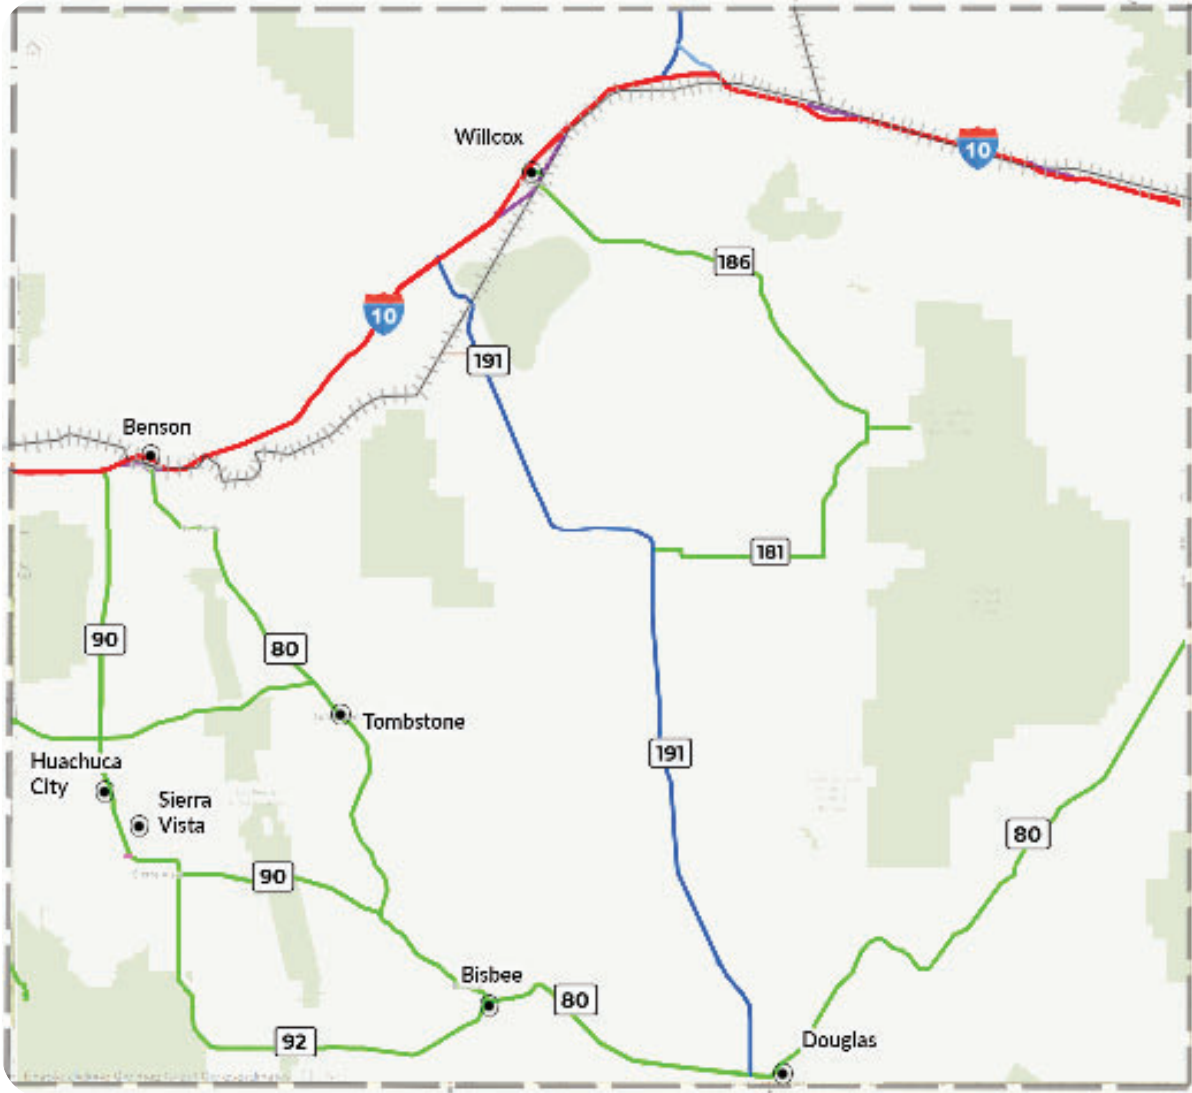 Willcox
10
186
10
191
Benson
181
90
80
Tombstone
191
Huachuca
City
Sierra
Vista
80
90
Bisbee
80
92
Douglas